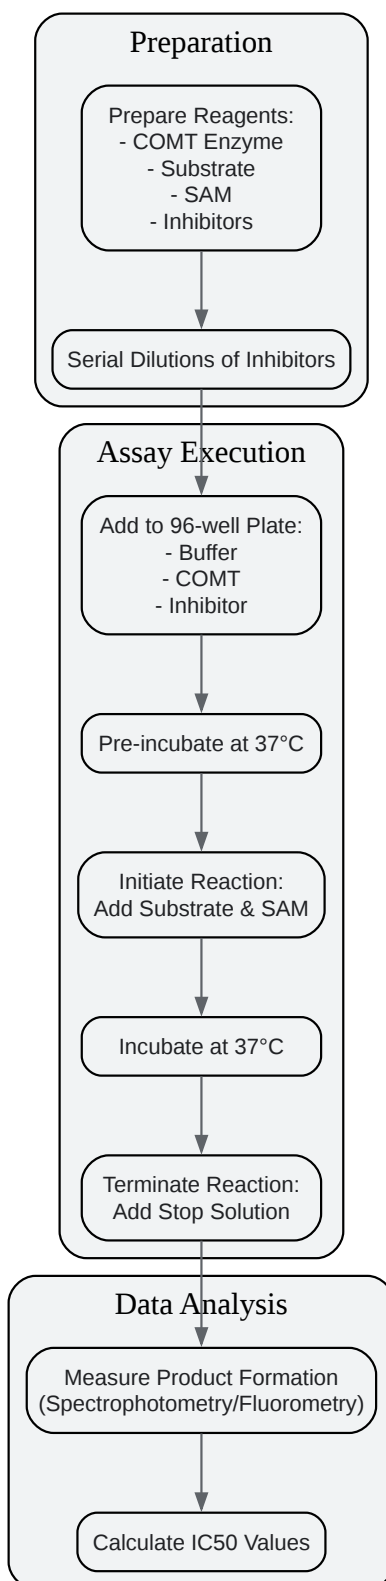 Preparation
Prepare Reagents:
- COMT Enzyme
- Substrate
- SAM
- Inhibitors
Serial Dilutions of Inhibitors
Assay Execution
Add to 96-well Plate:
- Buffer
- COMT
- Inhibitor
Pre-incubate at 37°C
Initiate Reaction:
Add Substrate & SAM
Incubate at 37°C
Terminate Reaction:
Add Stop Solution
Data Analysis
Measure Product Formation
(Spectrophotometry/Fluorometry)
Calculate IC50 Values